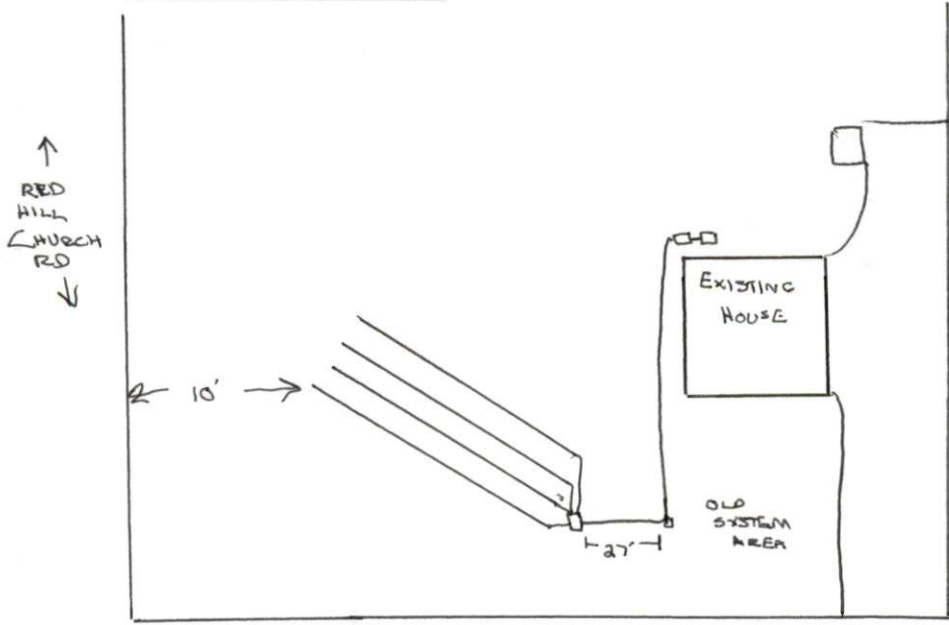 RED
HILL
CHURCH
RD
EXISTING
HOUSE
10'
OLD
SYSTEM
AREA
27'